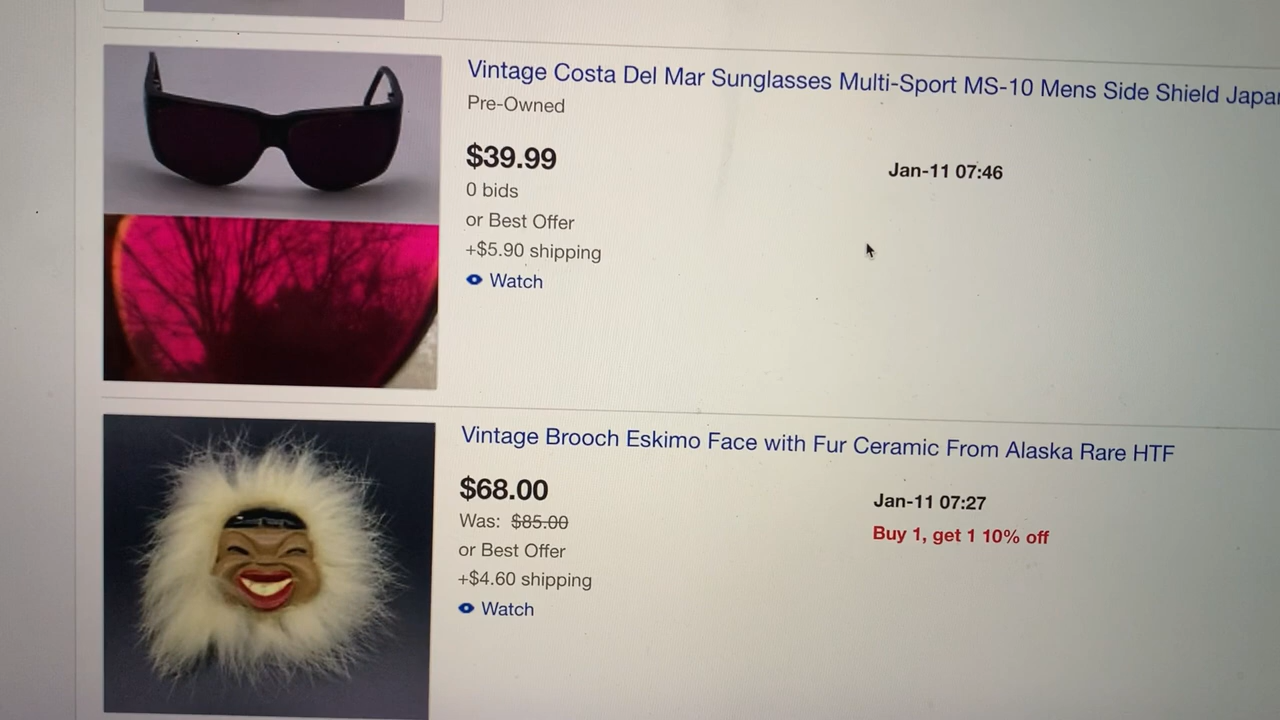 Vintage Costa Del Mar Sunglasses Multi-Sport MS-10 Mens Side Shield
Pre-Owned
$39.99
0 bids
or Best Offer
+$5.90 shipping
Watch
Jan-11 07:46
Vintage Brooch Eskimo Face with Fur Ceramic From Alaska Rare HTF
$68.00
Was: $85.00
or Best Offer
+$4.60 shipping
Watch
Jan-11 07:27
Buy 1, get 1 10% off